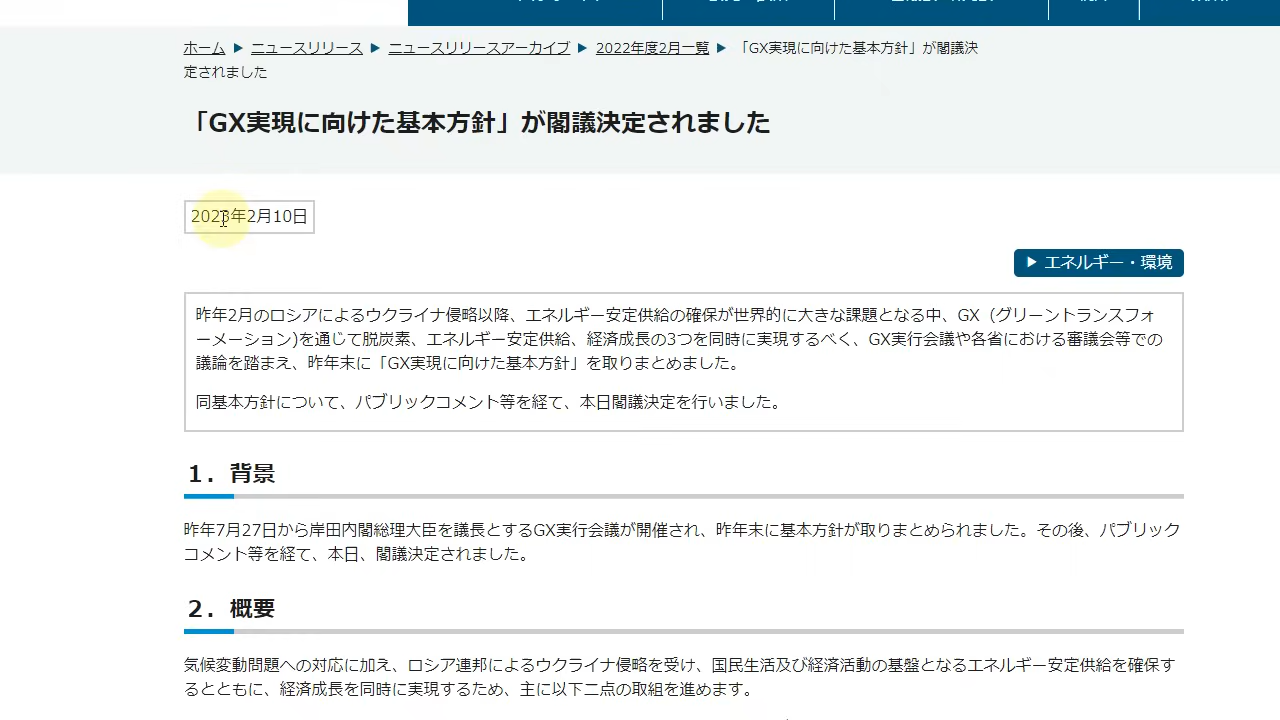 ホーム ▶ ニュースリリース ▶ ニュースリリースアーカイブ ▶ 2022年度2月一覧 ▶ 「GX実現に向けた基本方針」が閣議決
定されました
「GX実現に向けた基本方針」が閣議決定されました
2023年2月10日
▶ エネルギー・環境
昨年2月のロシアによるウクライナ侵略以降、エネルギー安定供給の確保が世界的に大きな課題となる中、GX（グリーントランスフォ
ーメーション)を通じて脱炭素、エネルギー安定供給、経済成長の3つを同時に実現するべく、GX実行会議や各省における審議会等での
議論を踏まえ、昨年末に「GX実現に向けた基本方針」を取りまとめました。
同基本方針について、パブリックコメント等を経て、本日閣議決定を行いました。
１．背景
昨年7月27日から岸田内閣総理大臣を議長とするGX実行会議が開催され、昨年末に基本方針が取りまとめられました。その後、パブリック
コメント等を経て、本日、閣議決定されました。
２．概要
気候変動問題への対応に加え、ロシア連邦によるウクライナ侵略を受け、国民生活及び経済活動の基盤となるエネルギー安定供給を確保す
るとともに、経済成長を同時に実現するため、主に以下二点の取組を進めます。